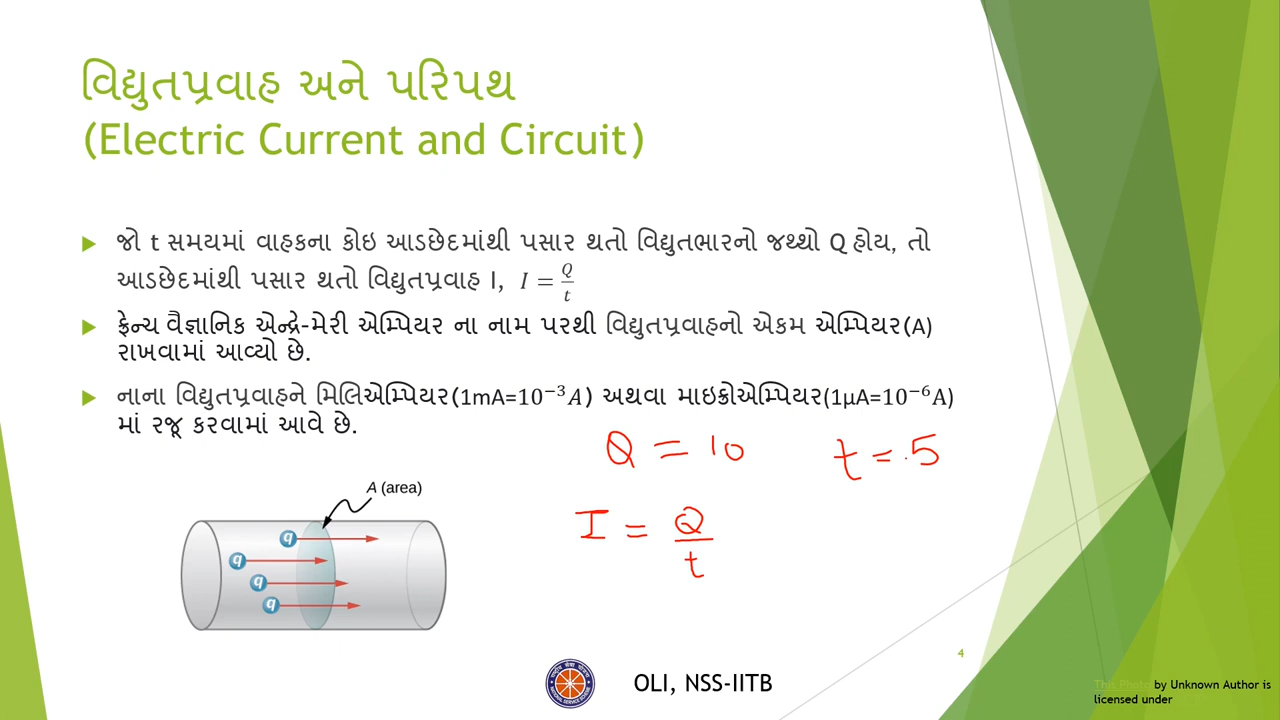 વિદ્યુતપ્રવાહ અને પરિપથ
(Electric Current and Circuit)
જો t સમયમાં વાહકના કોઇ આડછેદમાંથી પસાર થતો વિદ્યુતભારનો જથ્થો Q હોય, તો
આડછેદમાંથી પસાર થતો વિદ્યુતપ્રવાહ I, I = Q/t
ફ્રેન્ચ વૈજ્ઞાનિક એન્દ્રે-મેરી એમ્પિયર ના નામ પરથી વિદ્યુતપ્રવાહનો એકમ એમ્પિયર(A)
રાખવામાં આવ્યો છે.
નાના વિદ્યુતપ્રવાહને મિલિએમ્પિયર(1mA=10⁻³A) અથવા માઇક્રોએમ્પિયર(1µA=10⁻⁶A)
માં રજૂ કરવામાં આવે છે.
Q = 10 t = 5
A (area)
I = Q/t
q
q
q
q
4
OLI, NSS-IITB
This Photo by Unknown Author is
licensed under